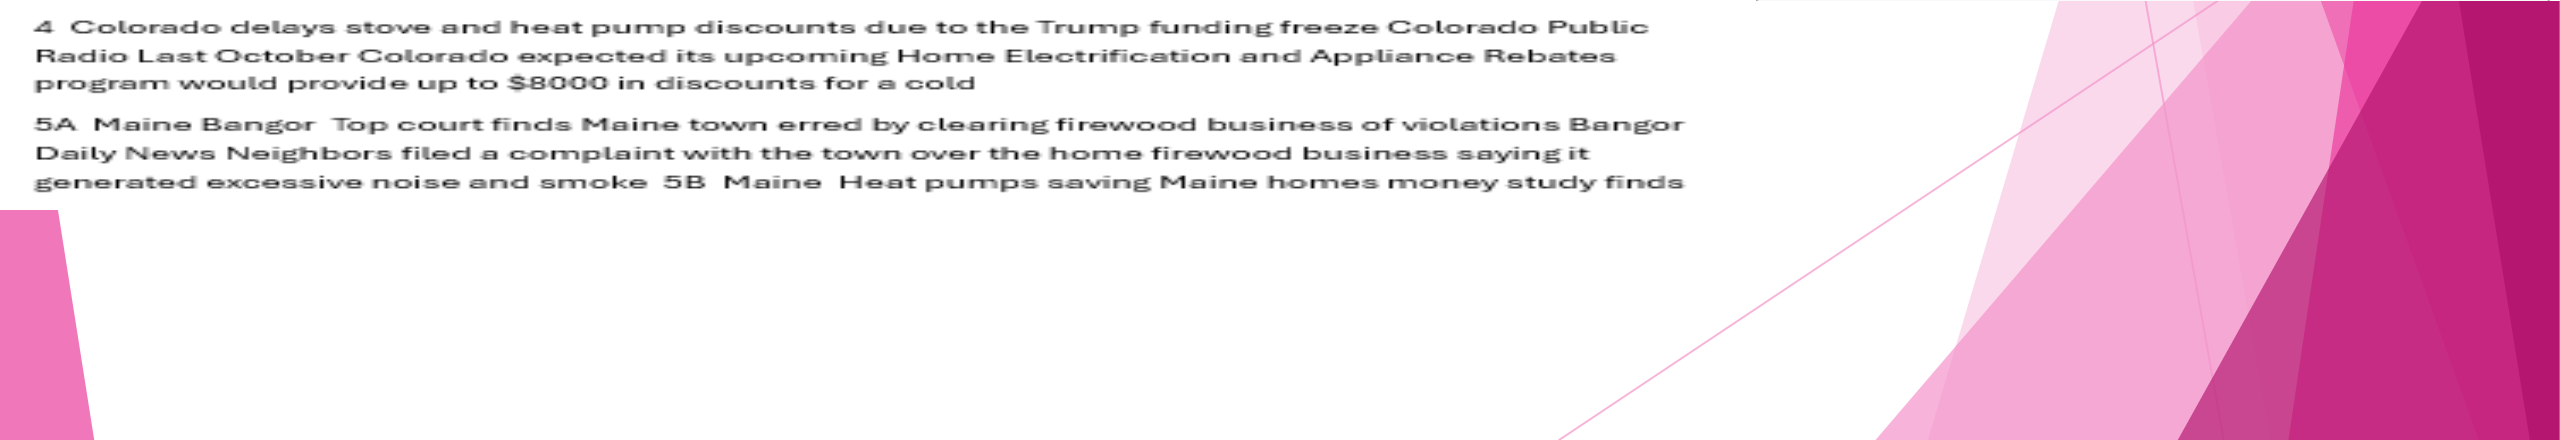 4 Colorado delays stove and heat pump discounts due to the Trump funding freeze Colorado Public
Radio Last October Colorado expected its upcoming Home Electrification and Appliance Rebates
program would provide up to $8000 in discounts for a cold
5A Maine Bangor Top court finds Maine town erred by clearing firewood business of violations Bangor
Daily News Neighbors filed a complaint with the town over the home firewood business saying it
generated excessive noise and smoke 5B Maine Heat pumps saving Maine homes money study finds